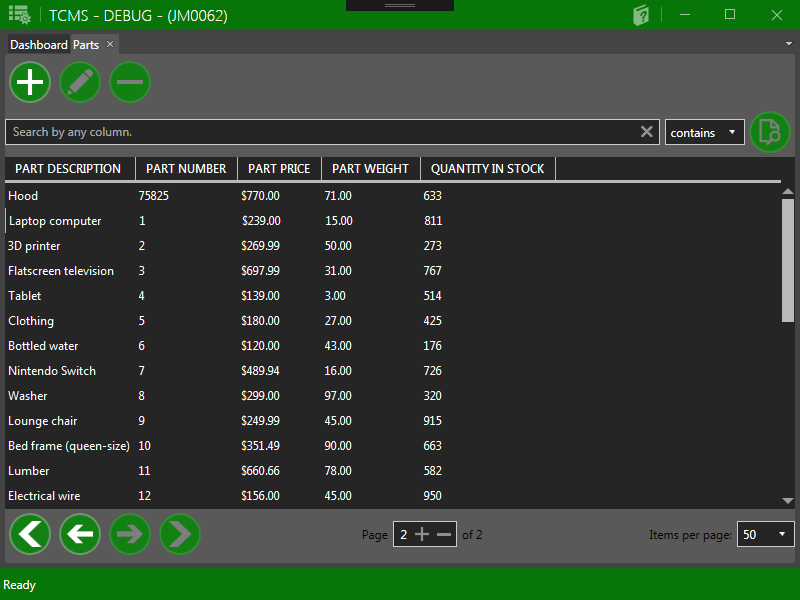 TCMS - DEBUG - (JM0062)
Dashboard Parts
Search by any column. contains
PART DESCRIPTION PART NUMBER PART PRICE PART WEIGHT QUANTITY IN STOCK
Hood 75825 $770.00 71.00 633
Laptop computer 1 $239.00 15.00 811
3D printer 2 $269.99 50.00 273
Flatscreen television 3 $697.99 31.00 767
Tablet 4 $139.00 3.00 514
Clothing 5 $180.00 27.00 425
Bottled water 6 $120.00 43.00 176
Nintendo Switch 7 $489.94 16.00 726
Washer 8 $299.00 97.00 320
Lounge chair 9 $249.99 45.00 915
Bed frame (queen-size) 10 $351.49 90.00 663
Lumber 11 $660.66 78.00 582
Electrical wire 12 $156.00 45.00 950
Page 2 of 2 Items per page: 50
Ready